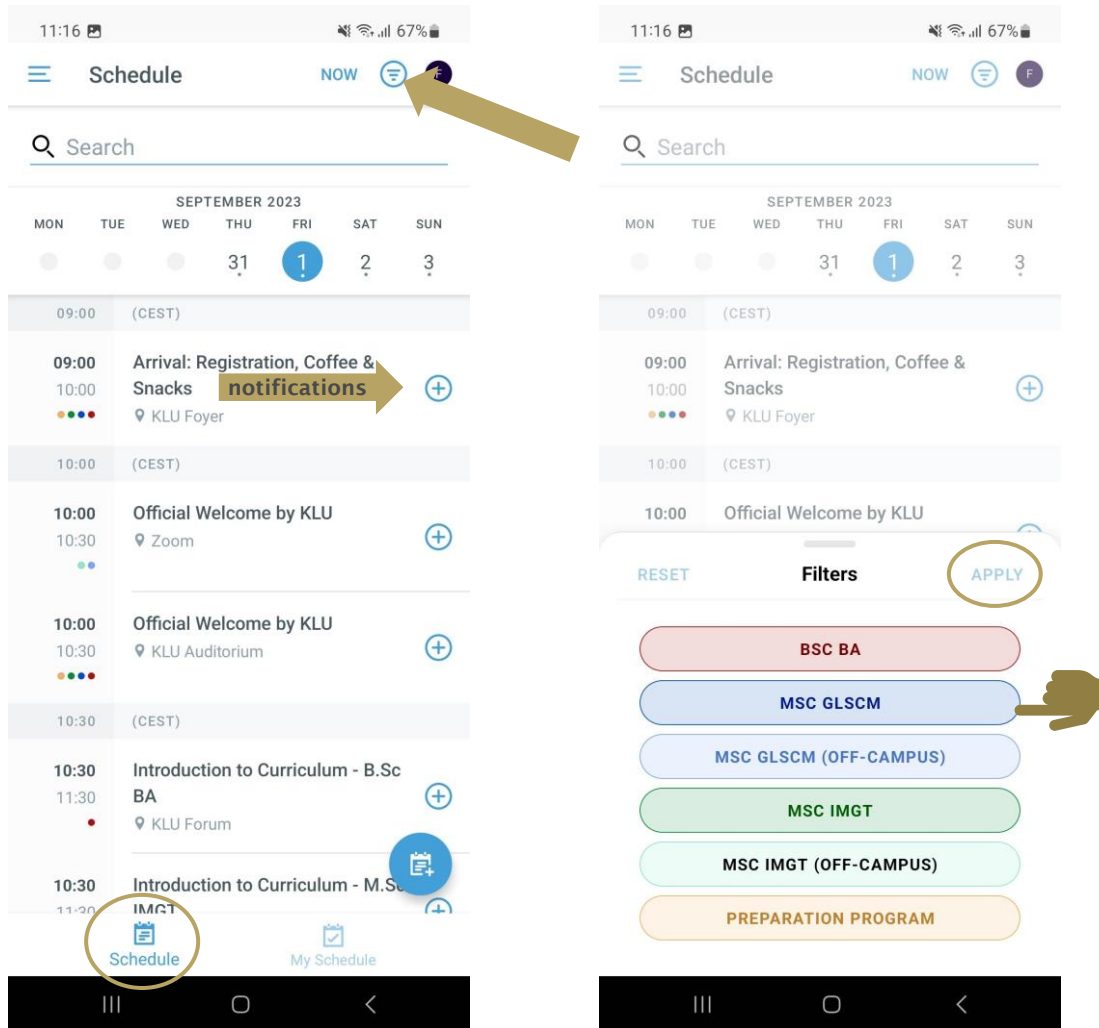 11:16
67%
Schedule
NOW
F
Search
SEPTEMBER 2023
MON TUE WED THU FRI SAT SUN
31 1 2 3
09:00 (CEST)
09:00 Arrival: Registration, Coffee &
10:00 Snacks
notifications
KLU Foyer
10:00 (CEST)
10:00 Official Welcome by KLU
10:30 Zoom
10:00 Official Welcome by KLU
10:30 KLU Auditorium
10:30 (CEST)
10:30 Introduction to Curriculum - B.Sc
11:30 BA
KLU Forum
10:30 Introduction to Curriculum - M.Sc
11:30 IMGT
Schedule
My Schedule
11:16
67%
Schedule
NOW
F
Search
SEPTEMBER 2023
MON TUE WED THU FRI SAT SUN
31 1 2 3
09:00 (CEST)
09:00 Arrival: Registration, Coffee &
10:00 Snacks
KLU Foyer
10:00 (CEST)
10:00 Official Welcome by KLU
RESET Filters APPLY
BSC BA
MSC GLSCM
MSC GLSCM (OFF-CAMPUS)
MSC IMGT
MSC IMGT (OFF-CAMPUS)
PREPARATION PROGRAM